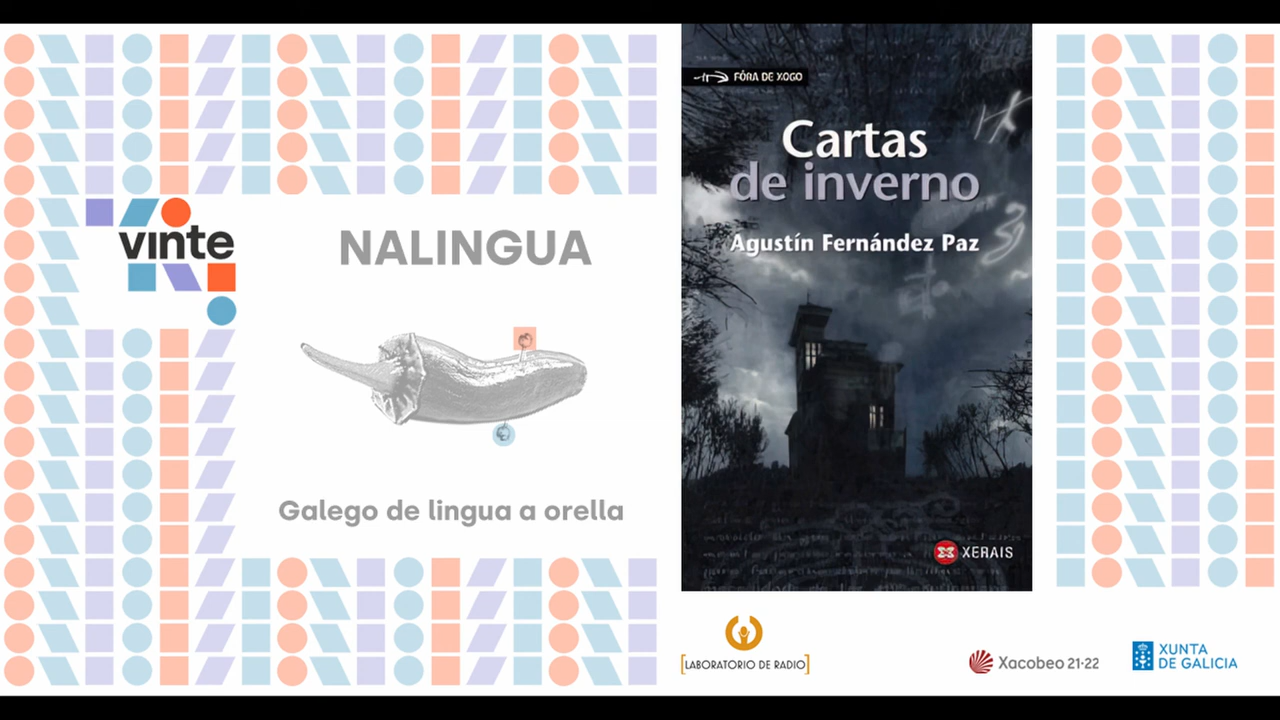 vinte
NALINGUA
Galego de lingua a orella
FÓRA DE XOGO
Cartas
de inverno
Agustín Fernández Paz
XERAIS
LABORATORIO DE RADIO
Xacobeo 21·22
XUNTA
DE GALICIA